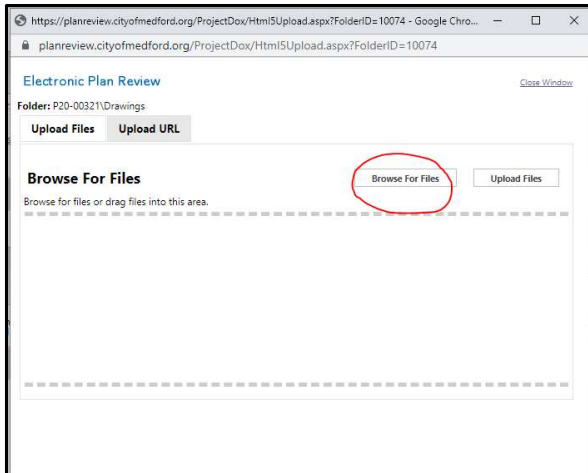 https://planreview.cityofmedford.org/ProjectDox/Html5Upload.aspx?FolderID=10074 - Google Chro...
planreview.cityofmedford.org/ProjectDox/Html5Upload.aspx?FolderID=10074
Electronic Plan Review Close Window
Folder: P20-00321\Drawings
Upload Files Upload URL
Browse For Files Browse For Files Upload Files
Browse for files or drag files into this area.